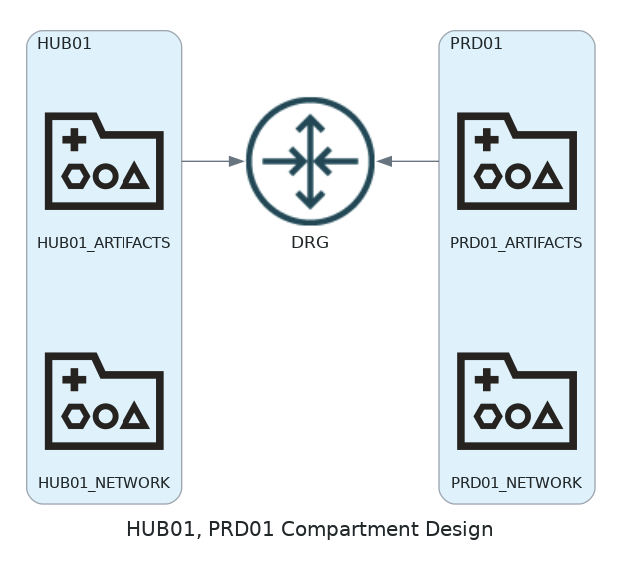 HUB01
PRD01
HUB01_ARTIFACTS
DRG
PRD01_ARTIFACTS
HUB01_NETWORK
PRD01_NETWORK
HUB01, PRD01 Compartment Design